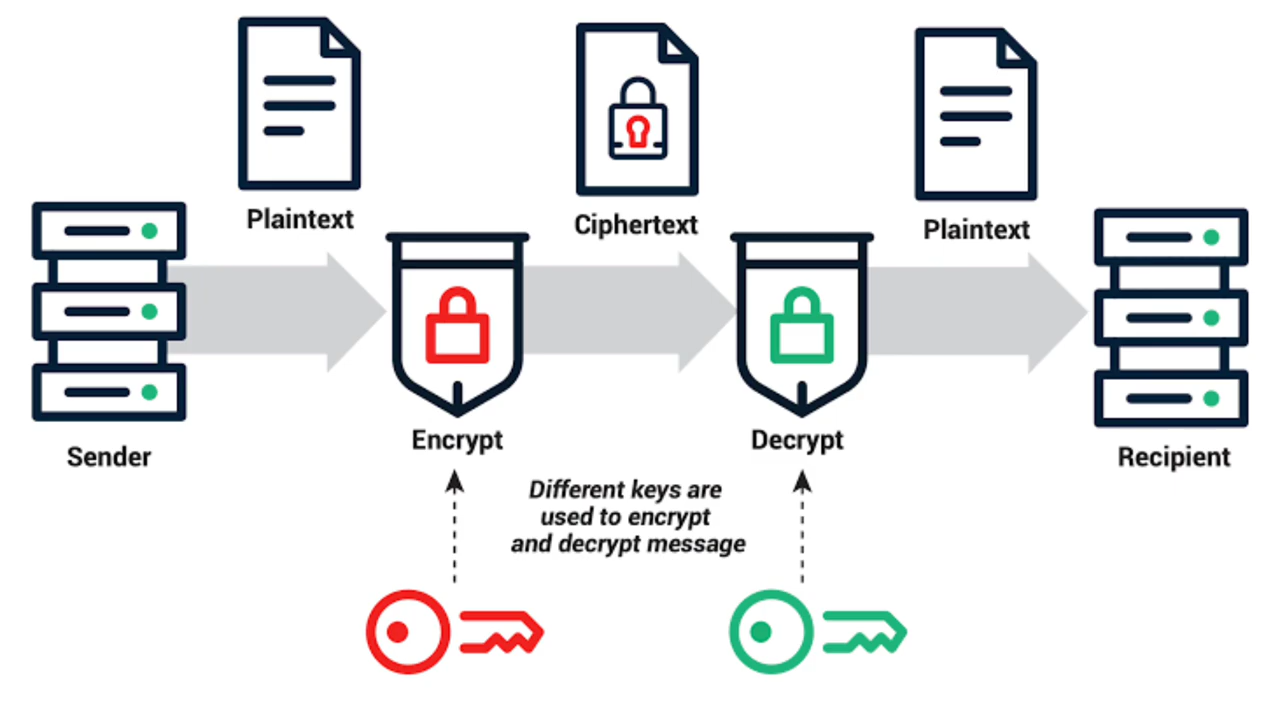 Plaintext
Ciphertext
Plaintext
Sender
Encrypt
Decrypt
Recipient
Different keys are
used to encrypt
and decrypt message